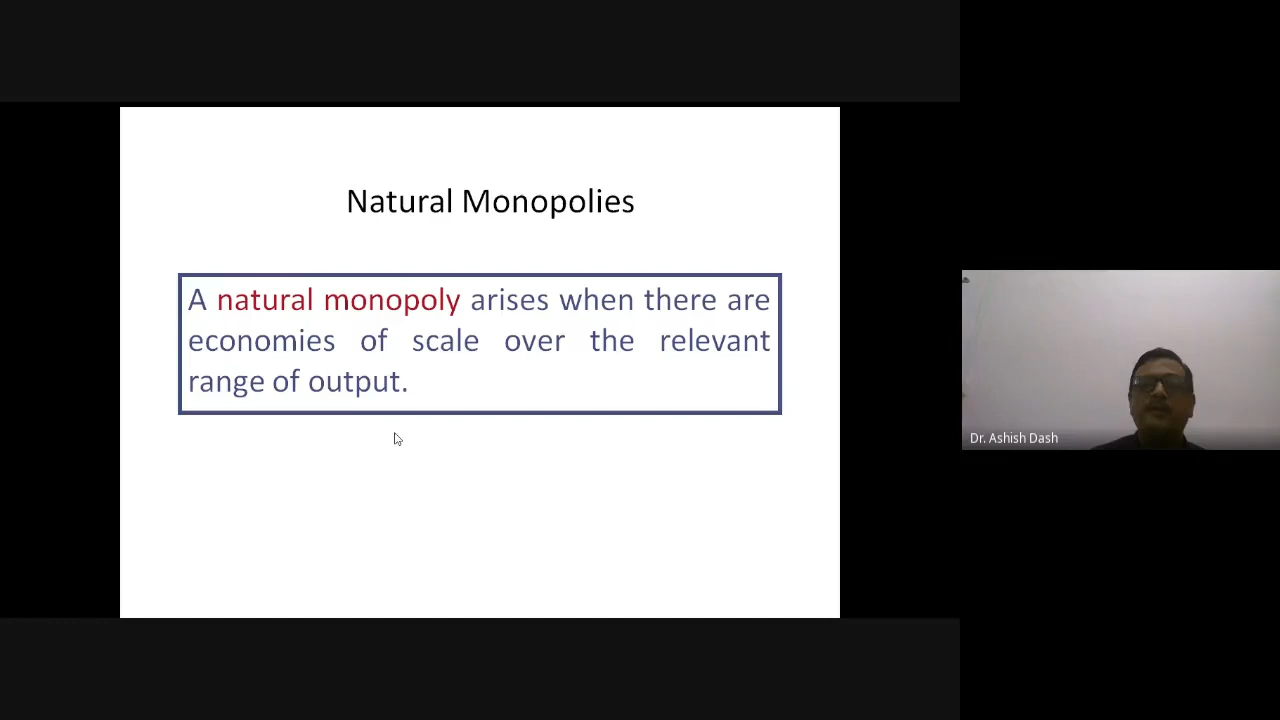 Natural Monopolies
A natural monopoly arises when there are
economies of scale over the relevant
range of output.
Dr. Ashish Dash